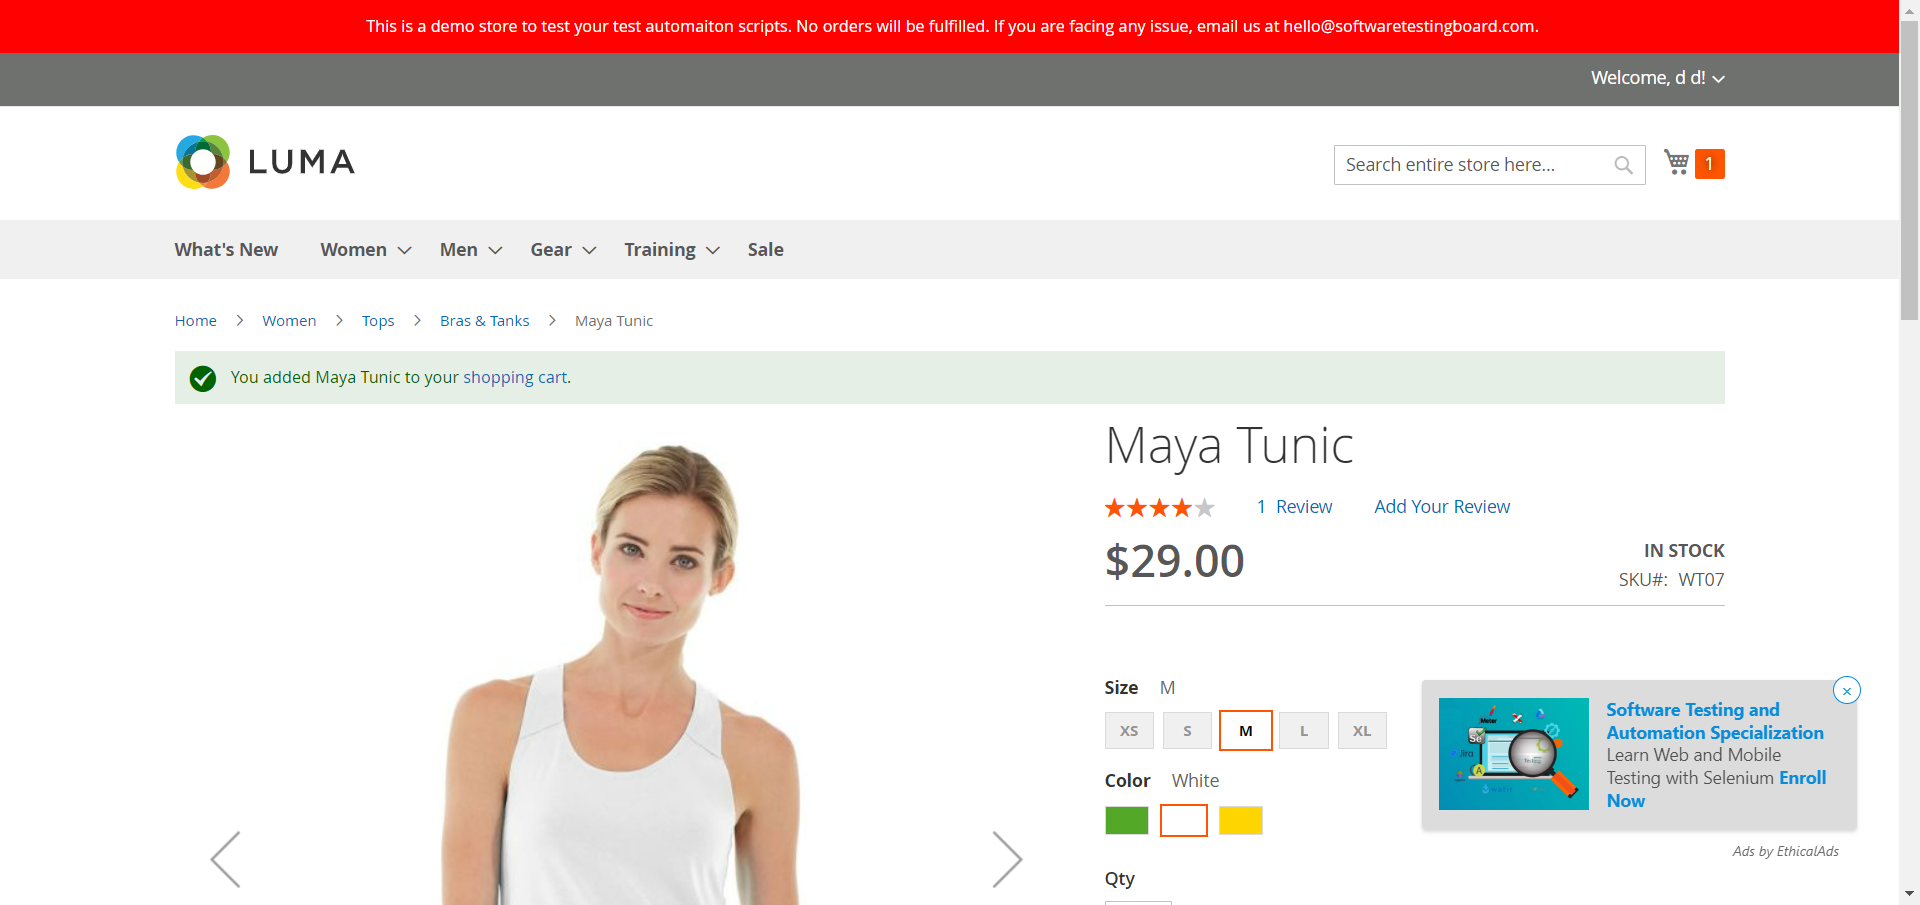 This is a demo store to test your test automaiton scripts. No orders will be fulfilled. If you are facing any issue, email us at hello@softwaretestingboard.com.
Welcome, d d!
LUMA
Search entire store here...
1
What's New Women Men Gear Training Sale
Home > Women > Tops > Bras & Tanks > Maya Tunic
You added Maya Tunic to your shopping cart.
Maya Tunic
1 Review Add Your Review
$29.00
IN STOCK
SKU#: WT07
Size M
XS S M L XL
Color White
Qty
Software Testing and
Automation Specialization
Learn Web and Mobile
Testing with Selenium Enroll
Now
Ads by EthicalAds